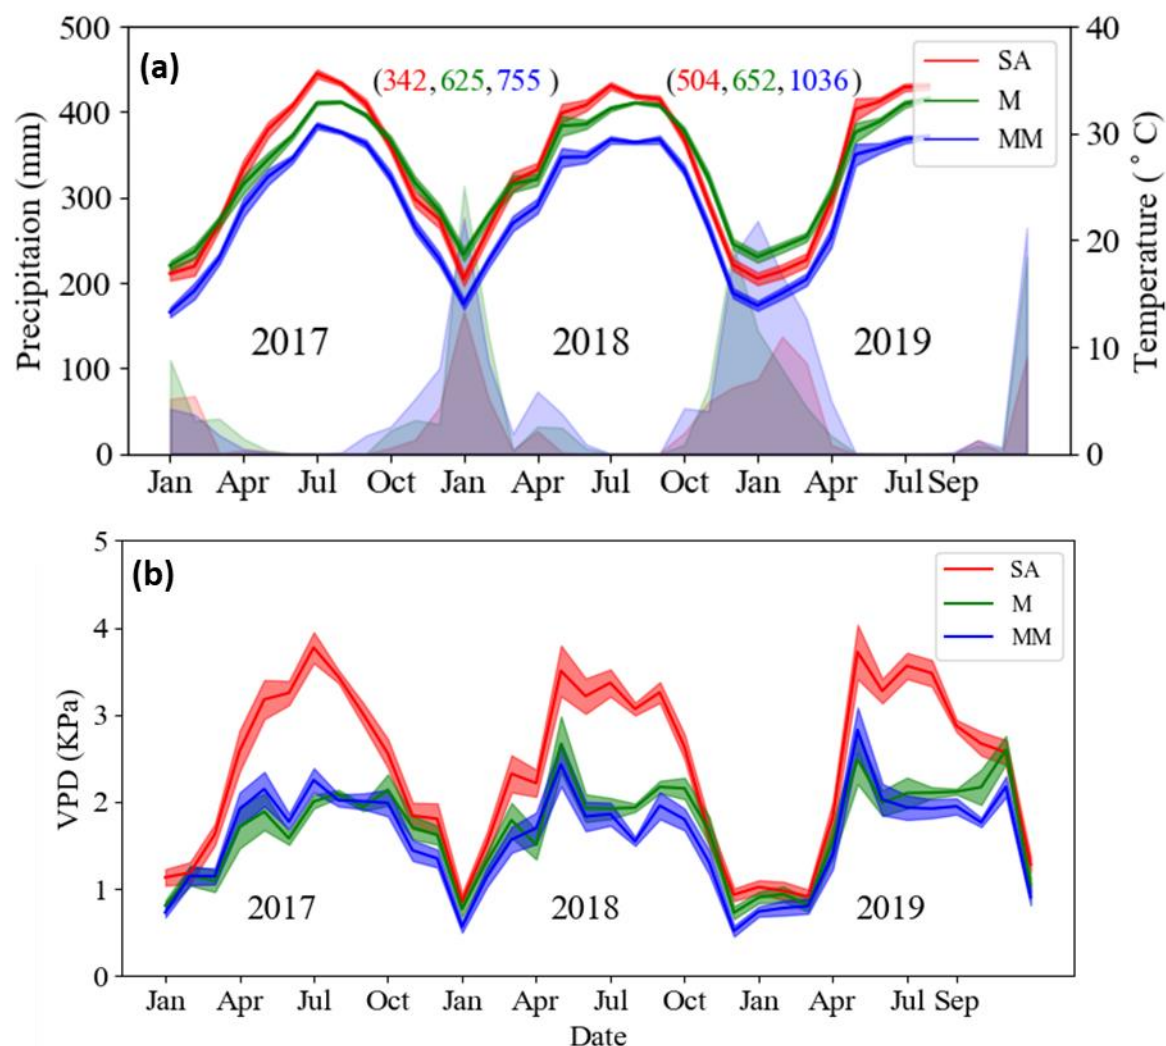 500
40
(a)
(342, 625, 755 )
(504, 652, 1036)
SA
M
MM
400
30
300
20
200
2017
2018
2019
10
100
0
0
Precipitaion (mm)
Temperature ( ° C)
Jan Apr Jul Oct Jan Apr Jul Oct Jan Apr Jul Sep
5
(b)
SA
M
MM
4
3
2
1
2017
2018
2019
0
VPD (KPa)
Jan Apr Jul Oct Jan Apr Jul Oct Jan Apr Jul Sep
Date